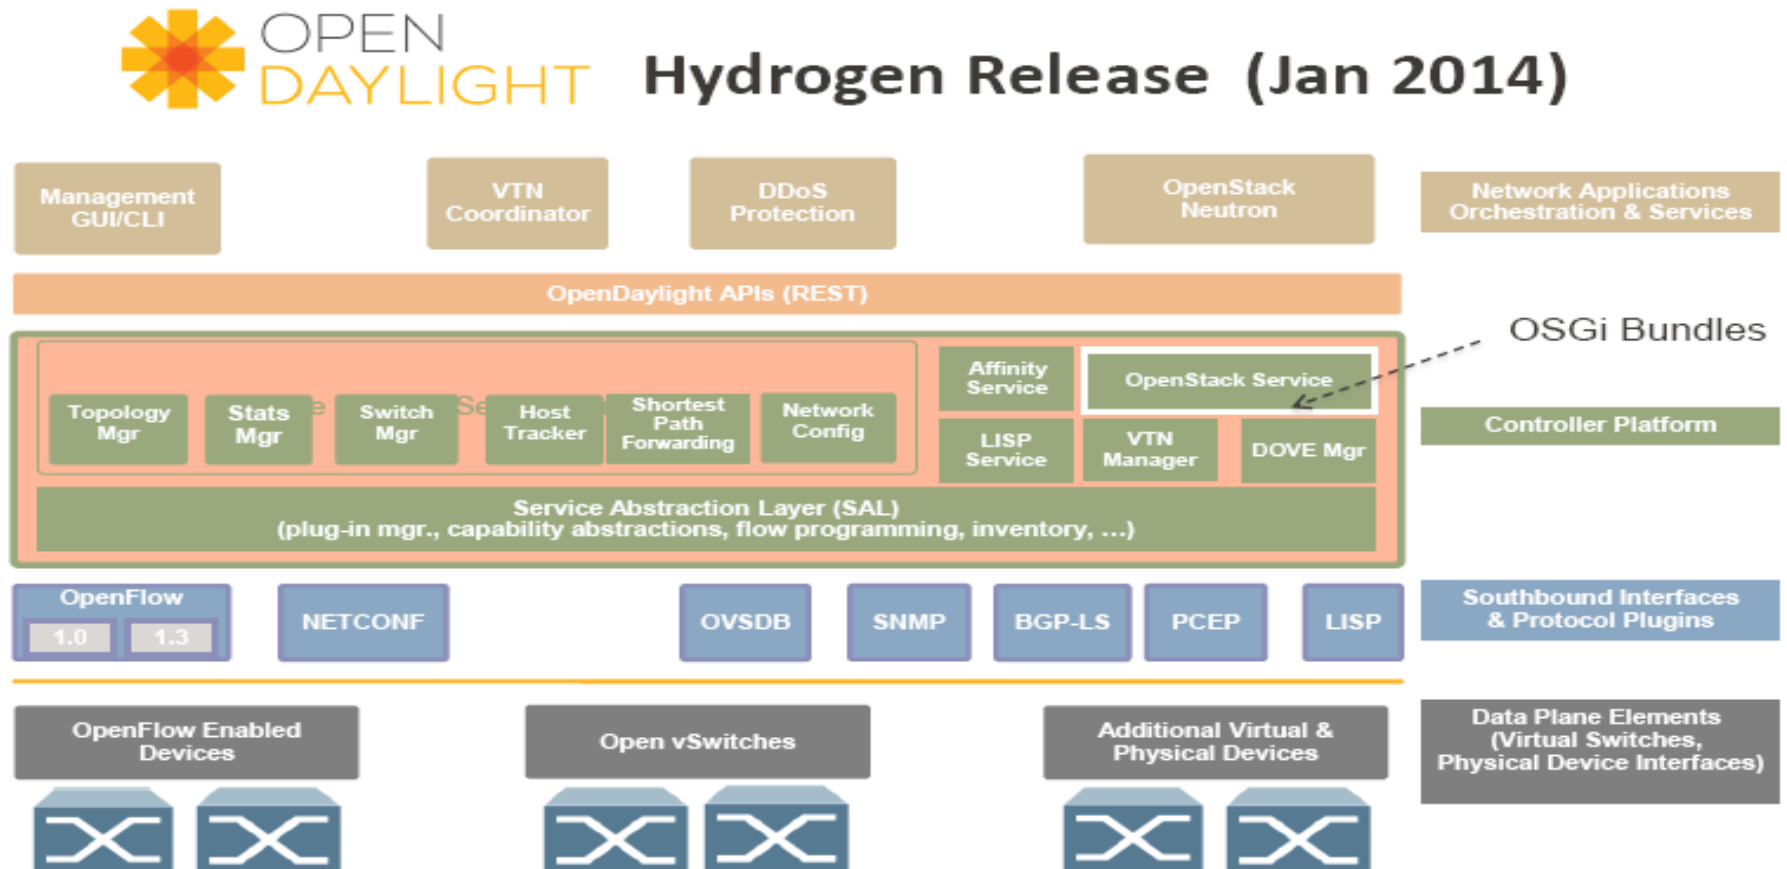 OPEN
DAYLIGHT
Hydrogen Release (Jan 2014)
Management
GUI/CLI
VTN
Coordinator
DDoS
Protection
OpenStack
Neutron
Network Applications
Orchestration & Services
OpenDaylight APIs (REST)
OSGi Bundles
Topology
Mgr
Stats
Mgr
Switch
Mgr
Host
Tracker
Shortest
Path
Forwarding
Network
Config
Affinity
Service
OpenStack Service
LISP
Service
VTN
Manager
DOVE Mgr
Controller Platform
Service Abstraction Layer (SAL)
(plug-in mgr., capability abstractions, flow programming, inventory, …)
OpenFlow
1.0
1.3
NETCONF
OVSDB
SNMP
BGP-LS
PCEP
LISP
Southbound Interfaces
& Protocol Plugins
OpenFlow Enabled
Devices
Open vSwitches
Additional Virtual &
Physical Devices
Data Plane Elements
(Virtual Switches,
Physical Device Interfaces)